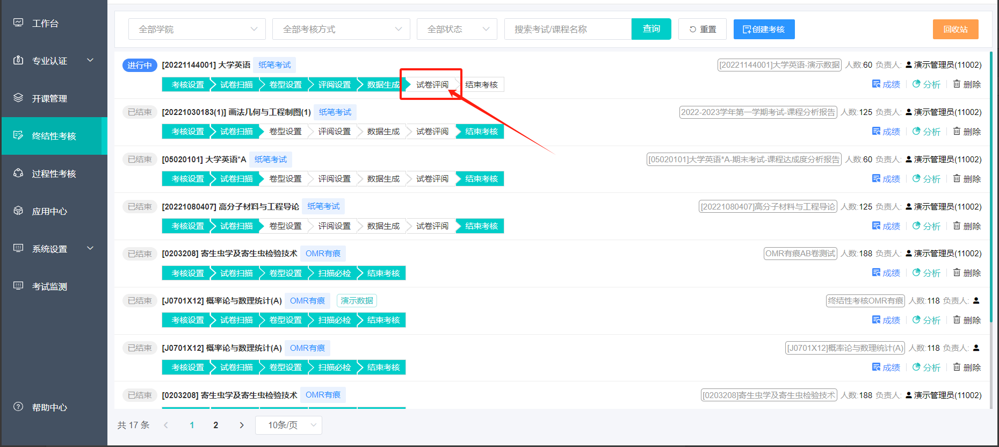 工作台
专业认证
开课管理
终结性考核
过程性考核
应用中心
系统设置
考试监测
帮助中心
全部学院 全部考核方式 全部状态 搜索考试/课程名称 查询 重置 创建考核 回收站
进行中 [20221144001] 大学英语 纸笔考试 [20221144001]大学英语-演示数据 人数:60 负责人: 演示管理员(11002)
考核设置 试卷扫描 卷型设置 评阅设置 数据生成 试卷评阅 结束考核 成绩 分析 删除
已结束 [20221030183(1)] 画法几何与工程制图(1) 纸笔考试 2022-2023学年第一学期考试-课程分析报告 人数:125 负责人: 演示管理员(11002)
考核设置 试卷扫描 卷型设置 评阅设置 数据生成 试卷评阅 结束考核 成绩 分析 删除
已结束 [05020101] 大学英语*A 纸笔考试 [05020101]大学英语*A-期末考试-课程达成度分析报告 人数:60 负责人: 演示管理员(11002)
考核设置 试卷扫描 卷型设置 评阅设置 数据生成 试卷评阅 结束考核 成绩 分析 删除
已结束 [20221080407] 高分子材料与工程导论 纸笔考试 [20221080407]高分子材料与工程导论 人数:125 负责人: 演示管理员(11002)
考核设置 试卷扫描 卷型设置 评阅设置 数据生成 试卷评阅 结束考核 成绩 分析 删除
已结束 [0203208] 寄生虫学及寄生虫检验技术 OMR有痕 OMR有痕AB卷测试 人数:188 负责人: 演示管理员(11002)
考核设置 试卷扫描 卷型设置 扫描必检 结束考核 成绩 分析 删除
已结束 [J0701X12] 概率论与数理统计(A) OMR有痕 演示数据 终结性考核OMR有痕 人数:118 负责人:
考核设置 试卷扫描 卷型设置 扫描必检 结束考核 成绩 分析 删除
已结束 [J0701X12] 概率论与数理统计(A) OMR有痕 [J0701X12]概率论与数理统计(A) 人数:118 负责人:
考核设置 试卷扫描 卷型设置 扫描必检 结束考核 成绩 分析 删除
已结束 [0203208] 寄生虫学及寄生虫检验技术 OMR有痕 [0203208]寄生虫学及寄生虫检验技术 人数:188 负责人: 演示管理员(11002)
共 17 条 1 2 10条/页